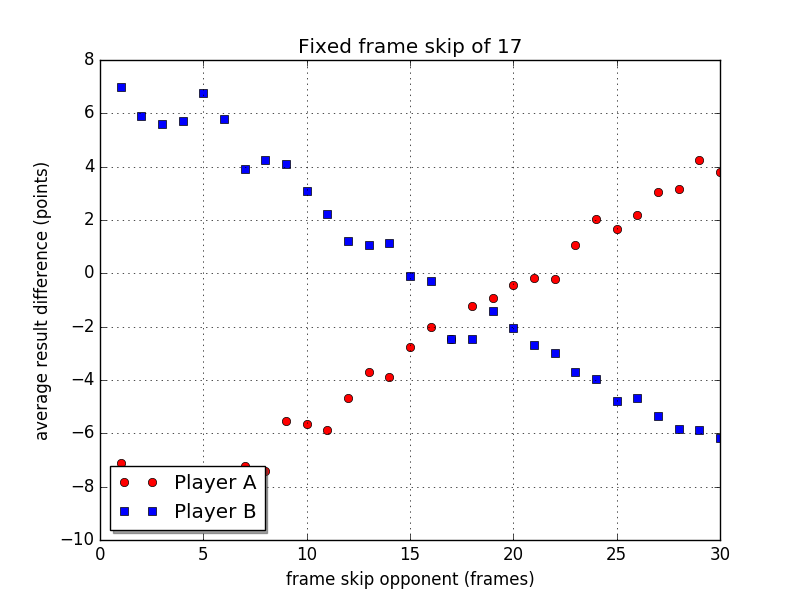 Fixed frame skip of 17
8
6
4
2
0
−2
−4
−6
−8
−10
average result difference (points)
Player A
Player B
0 5 10 15 20 25 30
frame skip opponent (frames)